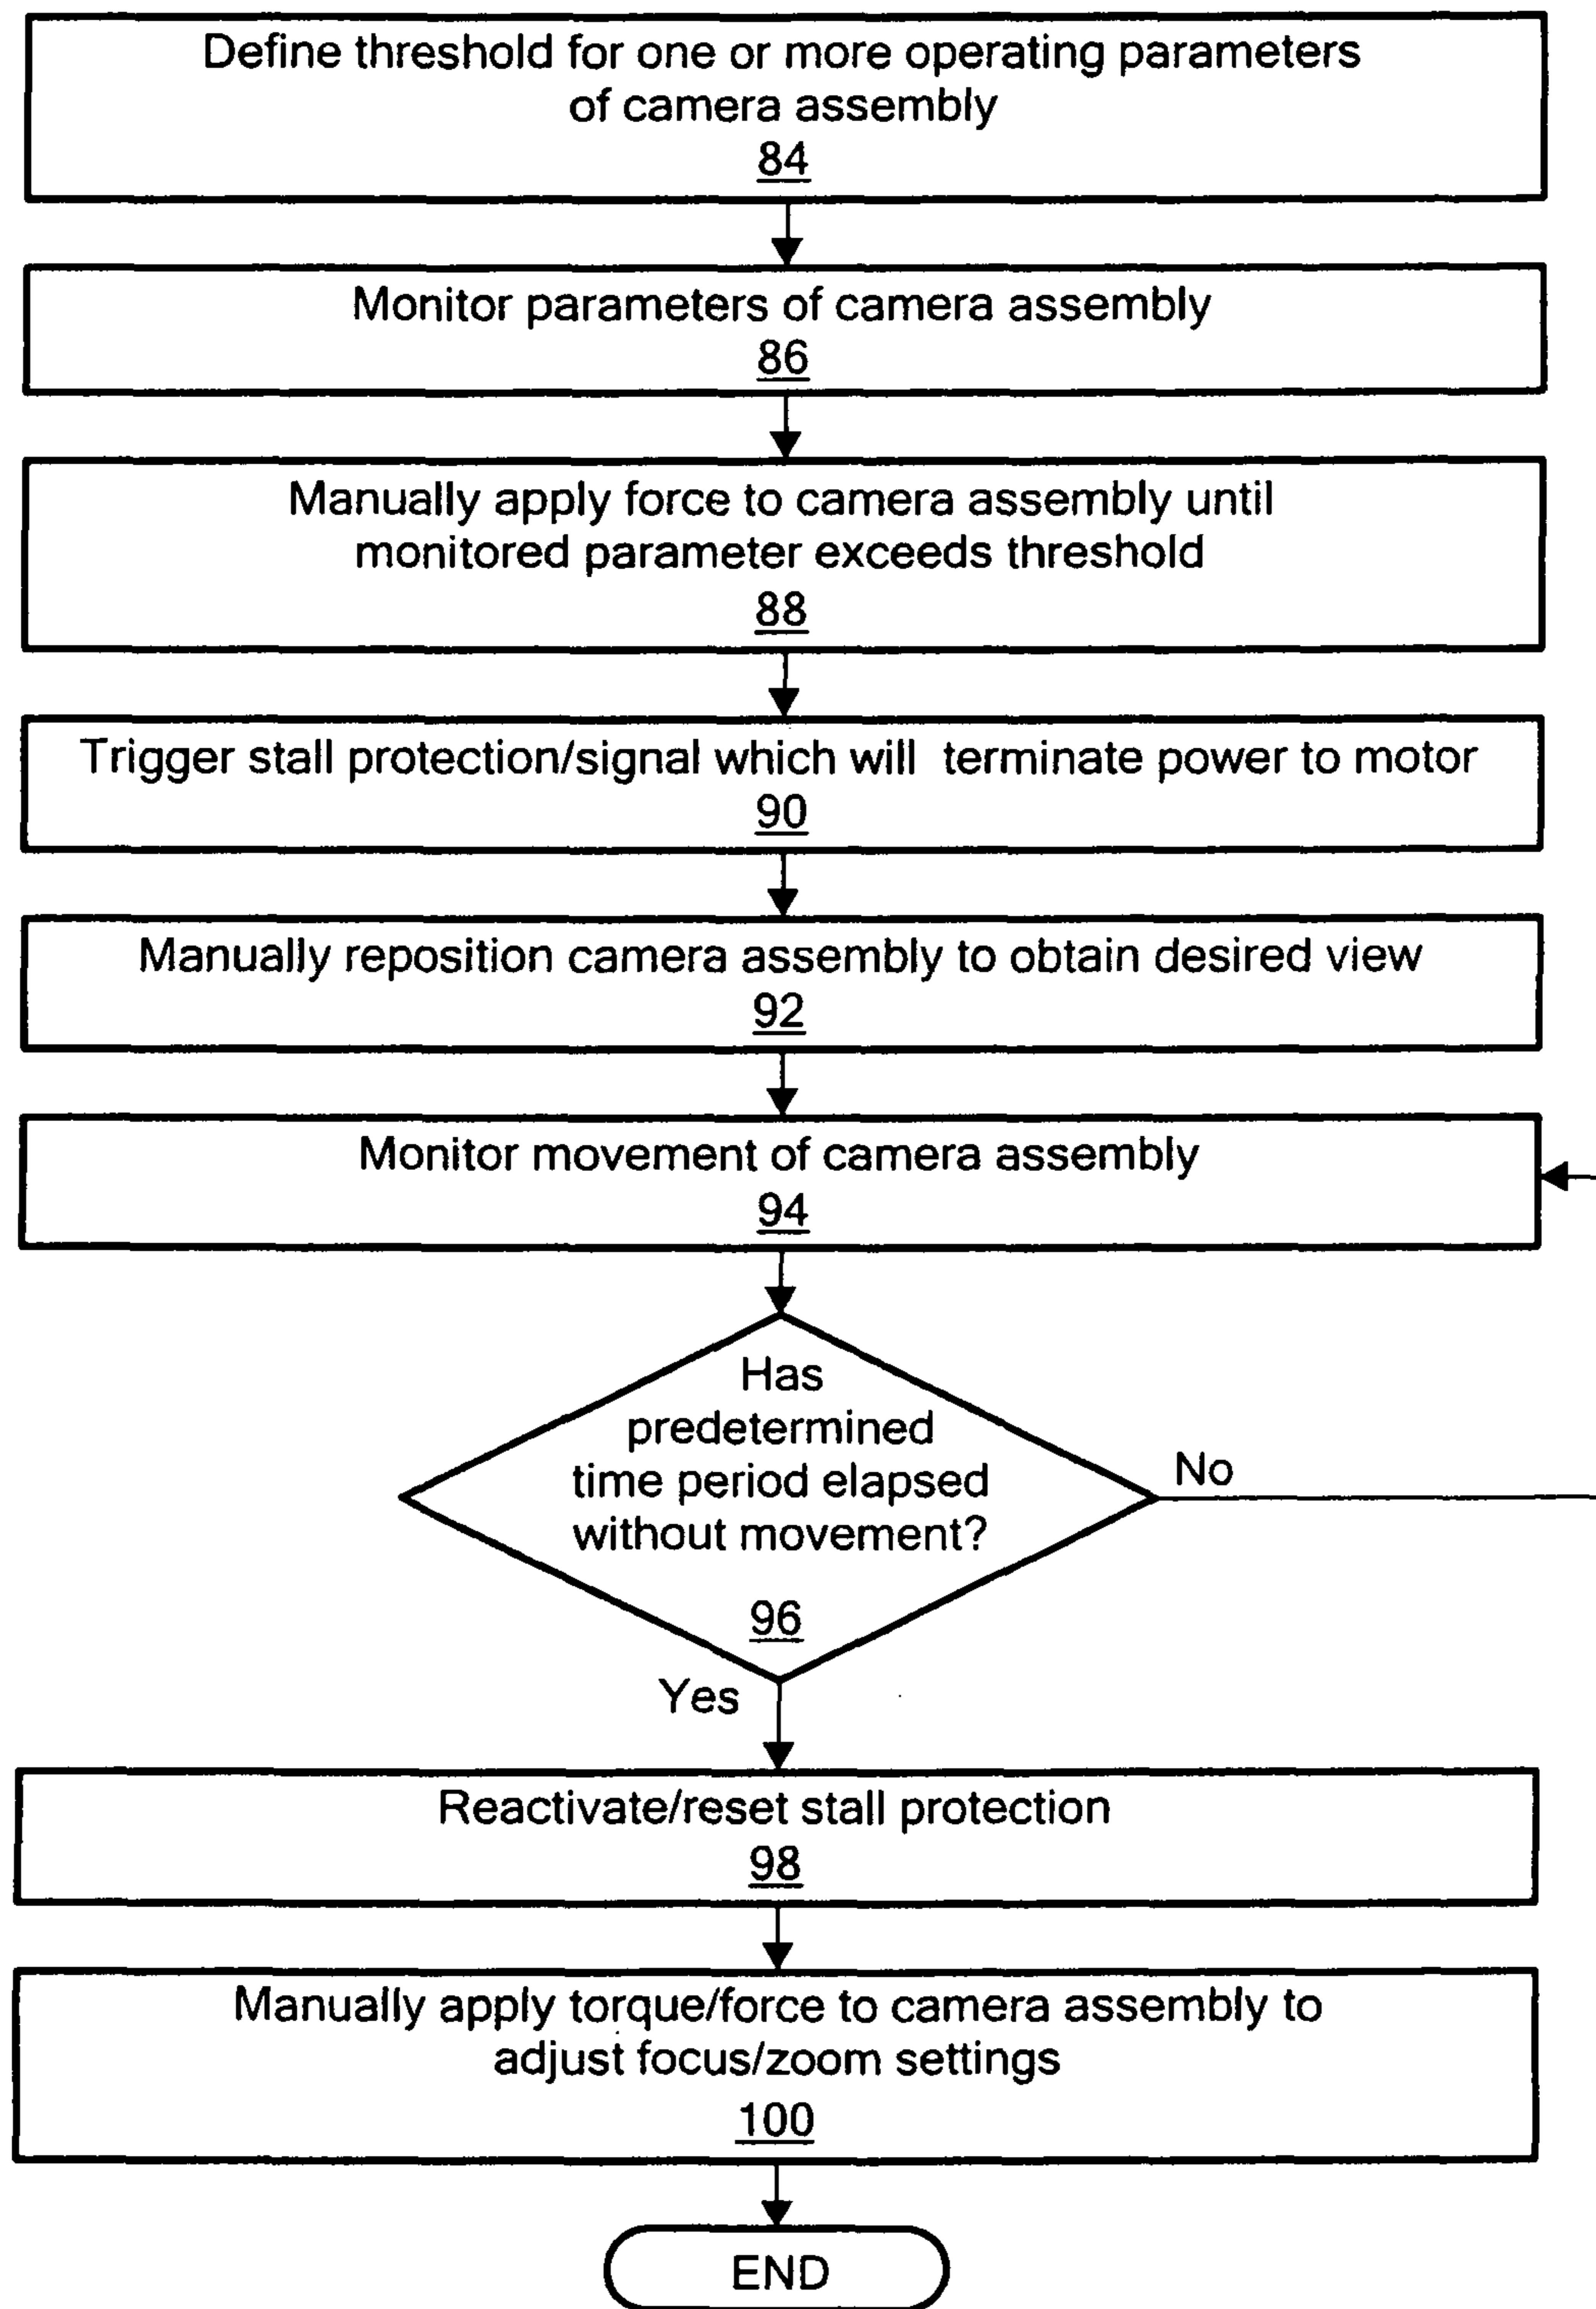 Define threshold for one or more operating parameters
of camera assembly
84
Monitor parameters of camera assembly
86
Manually apply force to camera assembly until
monitored parameter exceeds threshold
88
Trigger stall protection/signal which will terminate power to motor
90
Manually reposition camera assembly to obtain desired view
92
Monitor movement of camera assembly
94
Has
predetermined
time period elapsed
without movement?
96
No
Yes
Reactivate/reset stall protection
98
Manually apply torque/force to camera assembly to
adjust focus/zoom settings
100
END